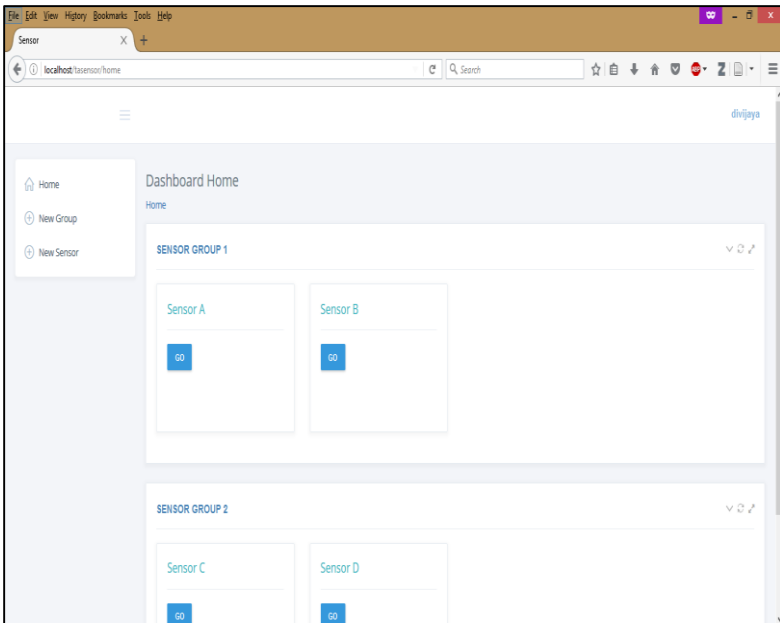 File Edit View History Bookmarks Tools Help
Sensor
localhost/tasensor/home
Search
ABP
Z
divijaya
Home
New Group
New Sensor
Dashboard Home
Home
SENSOR GROUP 1
Sensor A
Sensor B
GO
GO
SENSOR GROUP 2
Sensor C
Sensor D
GO
GO